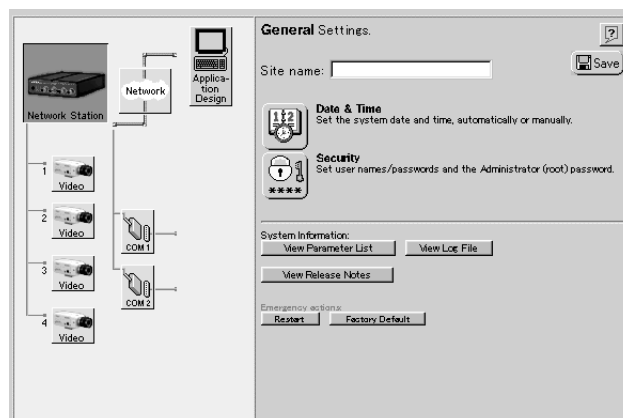 Network Station
Network
Applica-
tion
Design
1
Video
2
Video
3
Video
4
Video
COM 1
COM 2
General Settings.
?
Site name:
Save
Date & Time
Set the system date and time, automatically or manually.
Security
Set user names/passwords and the Administrator (root) password.
****
System Information:
View Parameter List
View Log File
View Release Notes
Emergency actions:
Restart
Factory Default